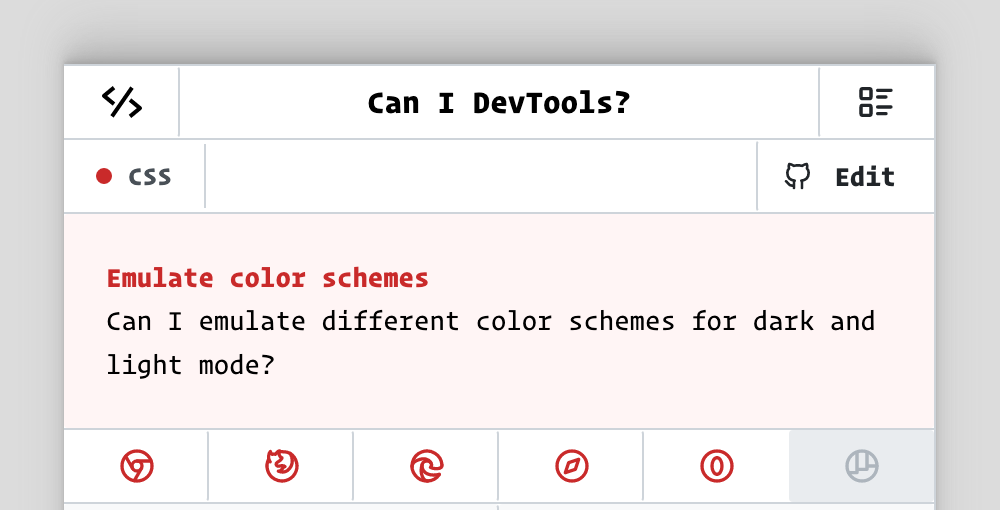 Can I DevTools?
CSS
Edit
Emulate color schemes
Can I emulate different color schemes for dark and
light mode?